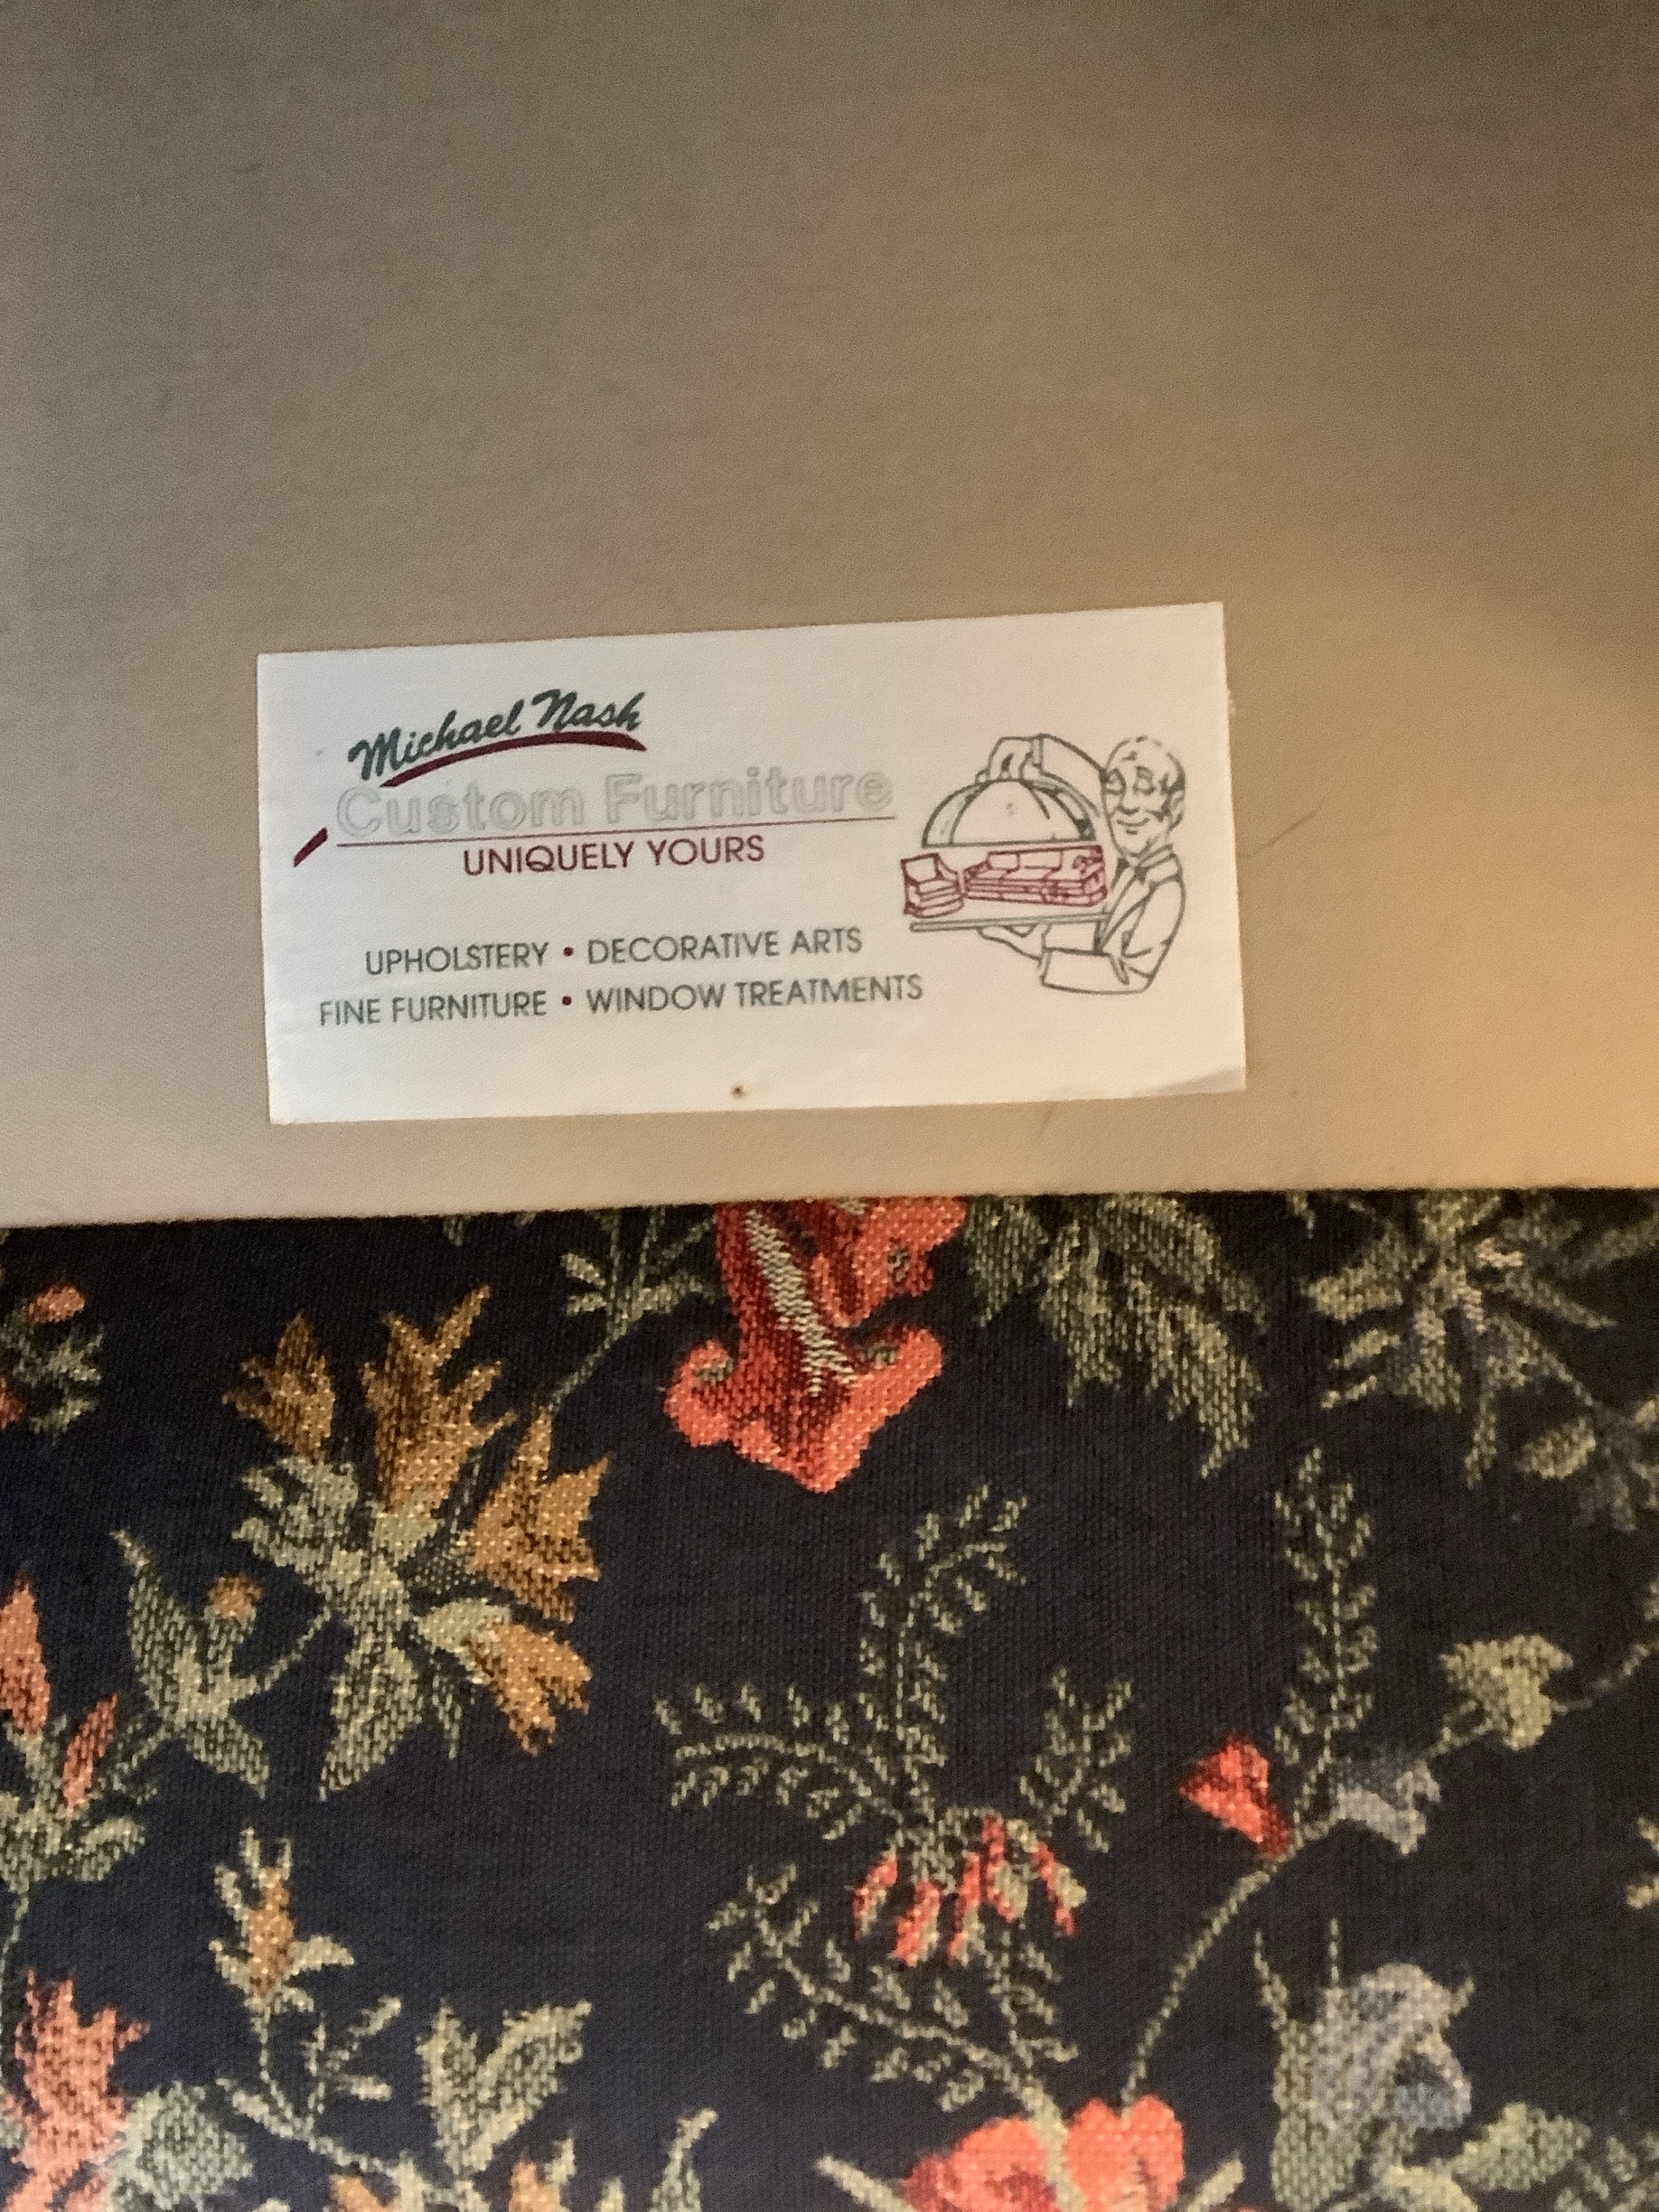 Michael Nash
Custom Furniture
UNIQUELY YOURS
UPHOLSTERY • DECORATIVE ARTS
FINE FURNITURE • WINDOW TREATMENTS